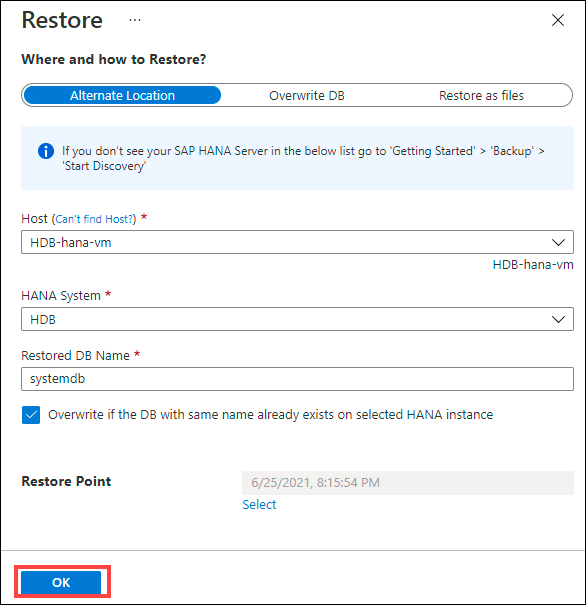 Restore ...
Where and how to Restore?
Alternate Location Overwrite DB Restore as files
If you don't see your SAP HANA Server in the below list go to 'Getting Started' > 'Backup' >
'Start Discovery'
Host (Can't find Host?) *
HDB-hana-vm
HDB-hana-vm
HANA System *
HDB
Restored DB Name *
systemdb
Overwrite if the DB with same name already exists on selected HANA instance
Restore Point 6/25/2021, 8:15:54 PM
Select
OK